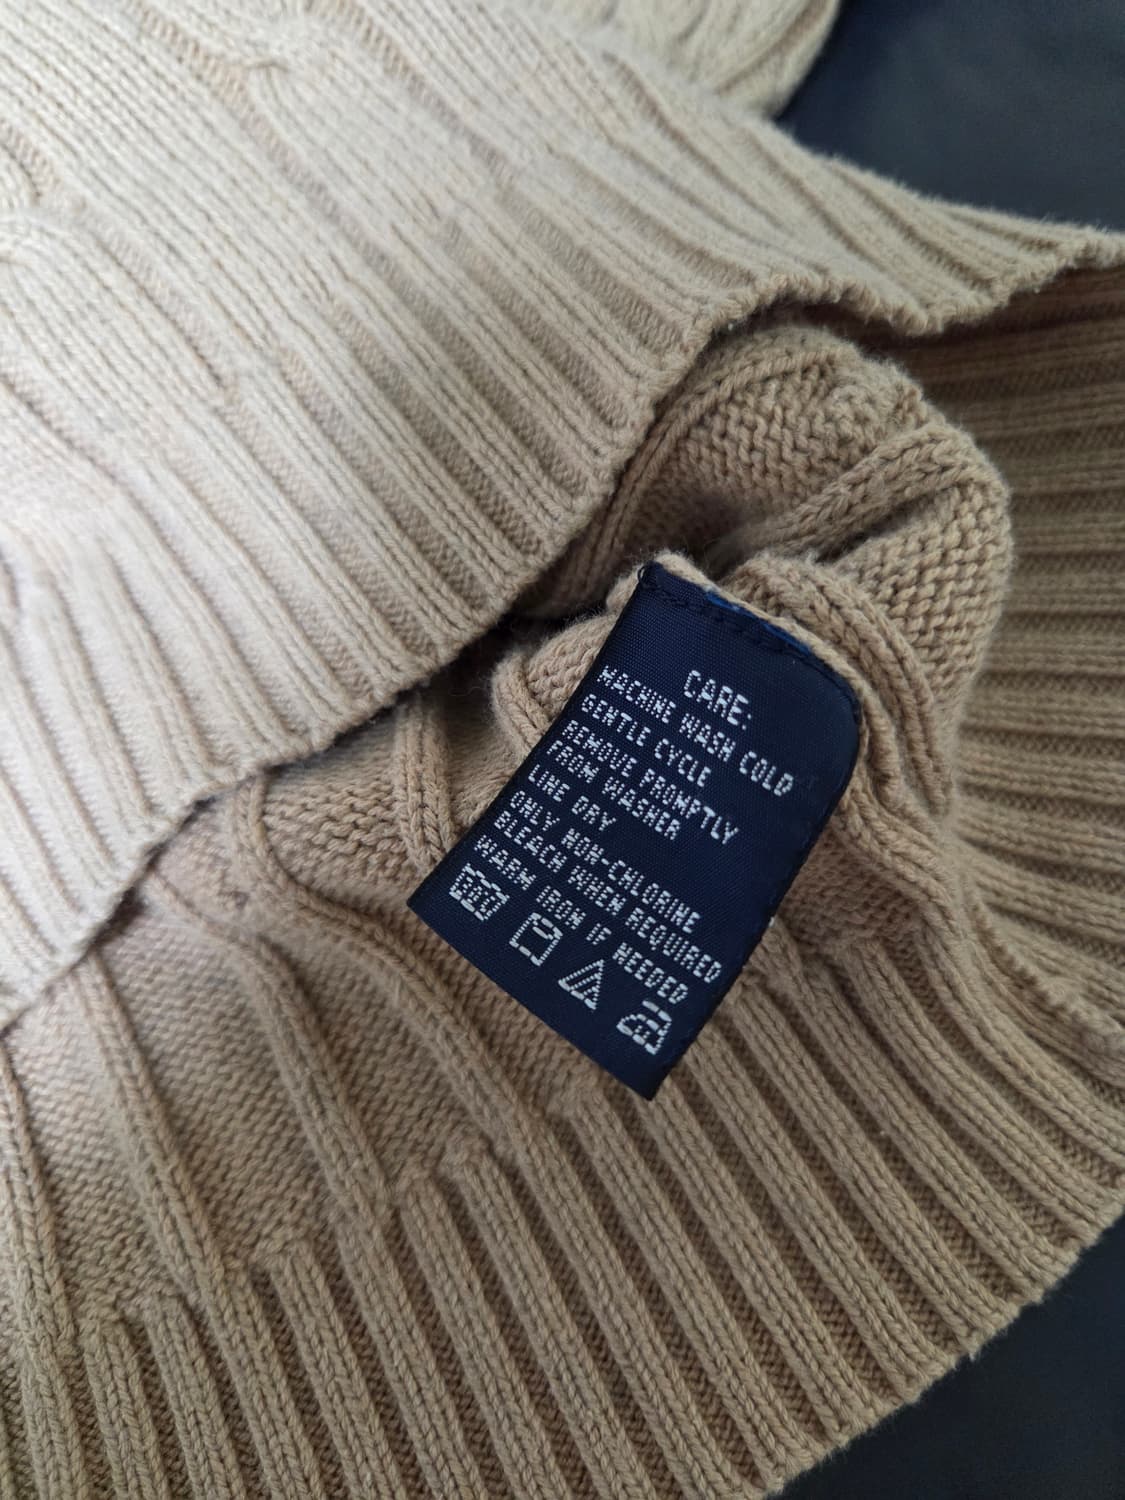 CARE:
MACHINE WASH COLD
GENTLE CYCLE
REMOVE PROMPTLY
FROM WASHER
LINE DRY
ONLY NON-CHLORINE
BLEACH WHEN REQUIRED
WARM IRON IF NEEDED